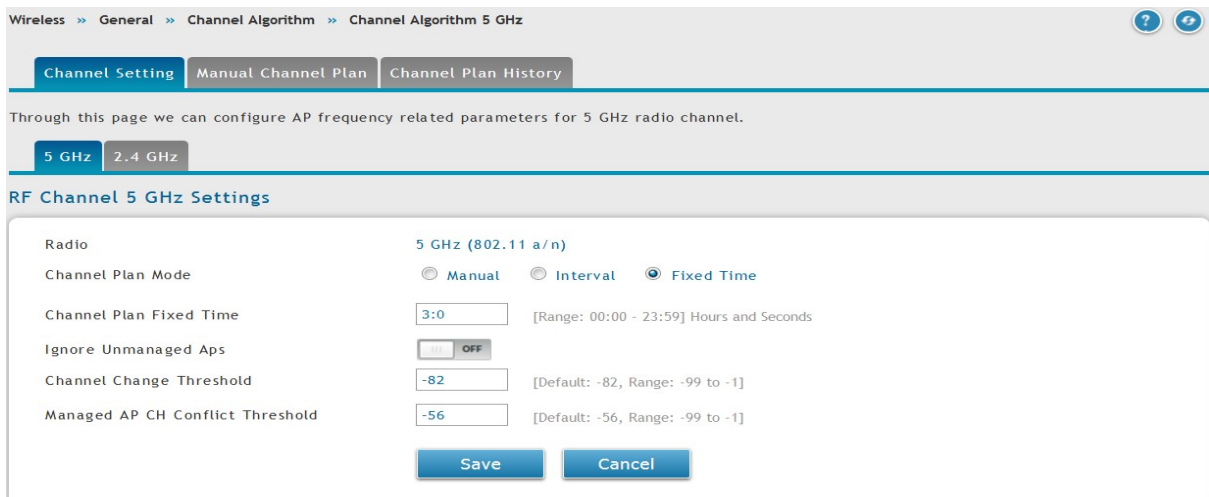 Wireless » General » Channel Algorithm » Channel Algorithm 5 GHz
Channel Setting Manual Channel Plan Channel Plan History
Through this page we can configure AP frequency related parameters for 5 GHz radio channel.
5 GHz 2.4 GHz
RF Channel 5 GHz Settings
Radio 5 GHz (802.11 a/n)
Channel Plan Mode Manual Interval Fixed Time
Channel Plan Fixed Time 3:0 [Range: 00:00 - 23:59] Hours and Seconds
Ignore Unmanaged Aps OFF
Channel Change Threshold -82 [Default: -82, Range: -99 to -1]
Managed AP CH Conflict Threshold -56 [Default: -56, Range: -99 to -1]
Save Cancel